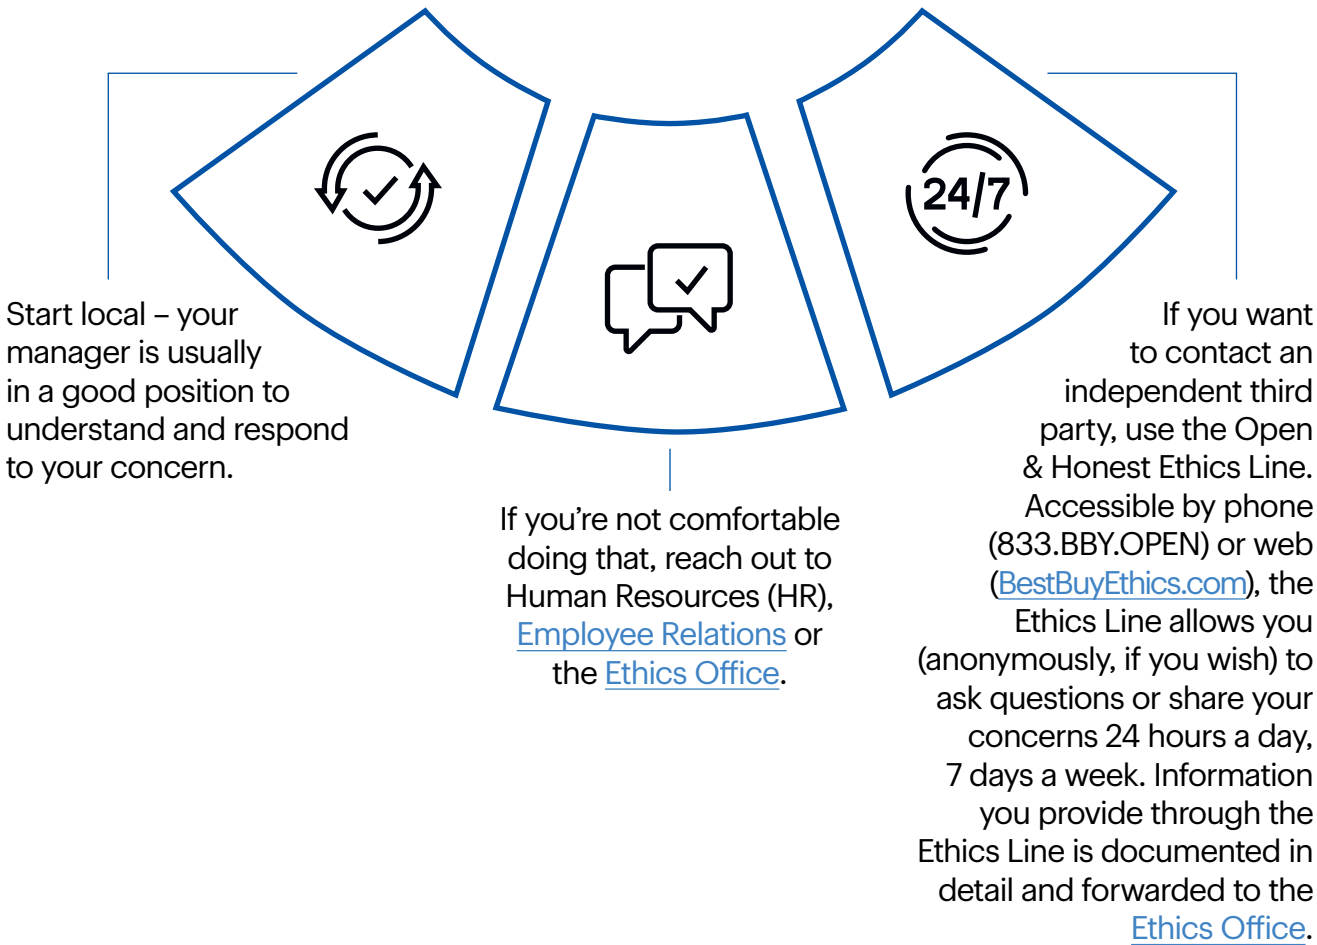 24/7
Start local – your
manager is usually
in a good position to
understand and respond
to your concern.
If you’re not comfortable
doing that, reach out to
Human Resources (HR),
Employee Relations or
the Ethics Office.
If you want
to contact an
independent third
party, use the Open
& Honest Ethics Line.
Accessible by phone
(833.BBY.OPEN) or web
(BestBuyEthics.com), the
Ethics Line allows you
(anonymously, if you wish) to
ask questions or share your
concerns 24 hours a day,
7 days a week. Information
you provide through the
Ethics Line is documented in
detail and forwarded to the
Ethics Office.